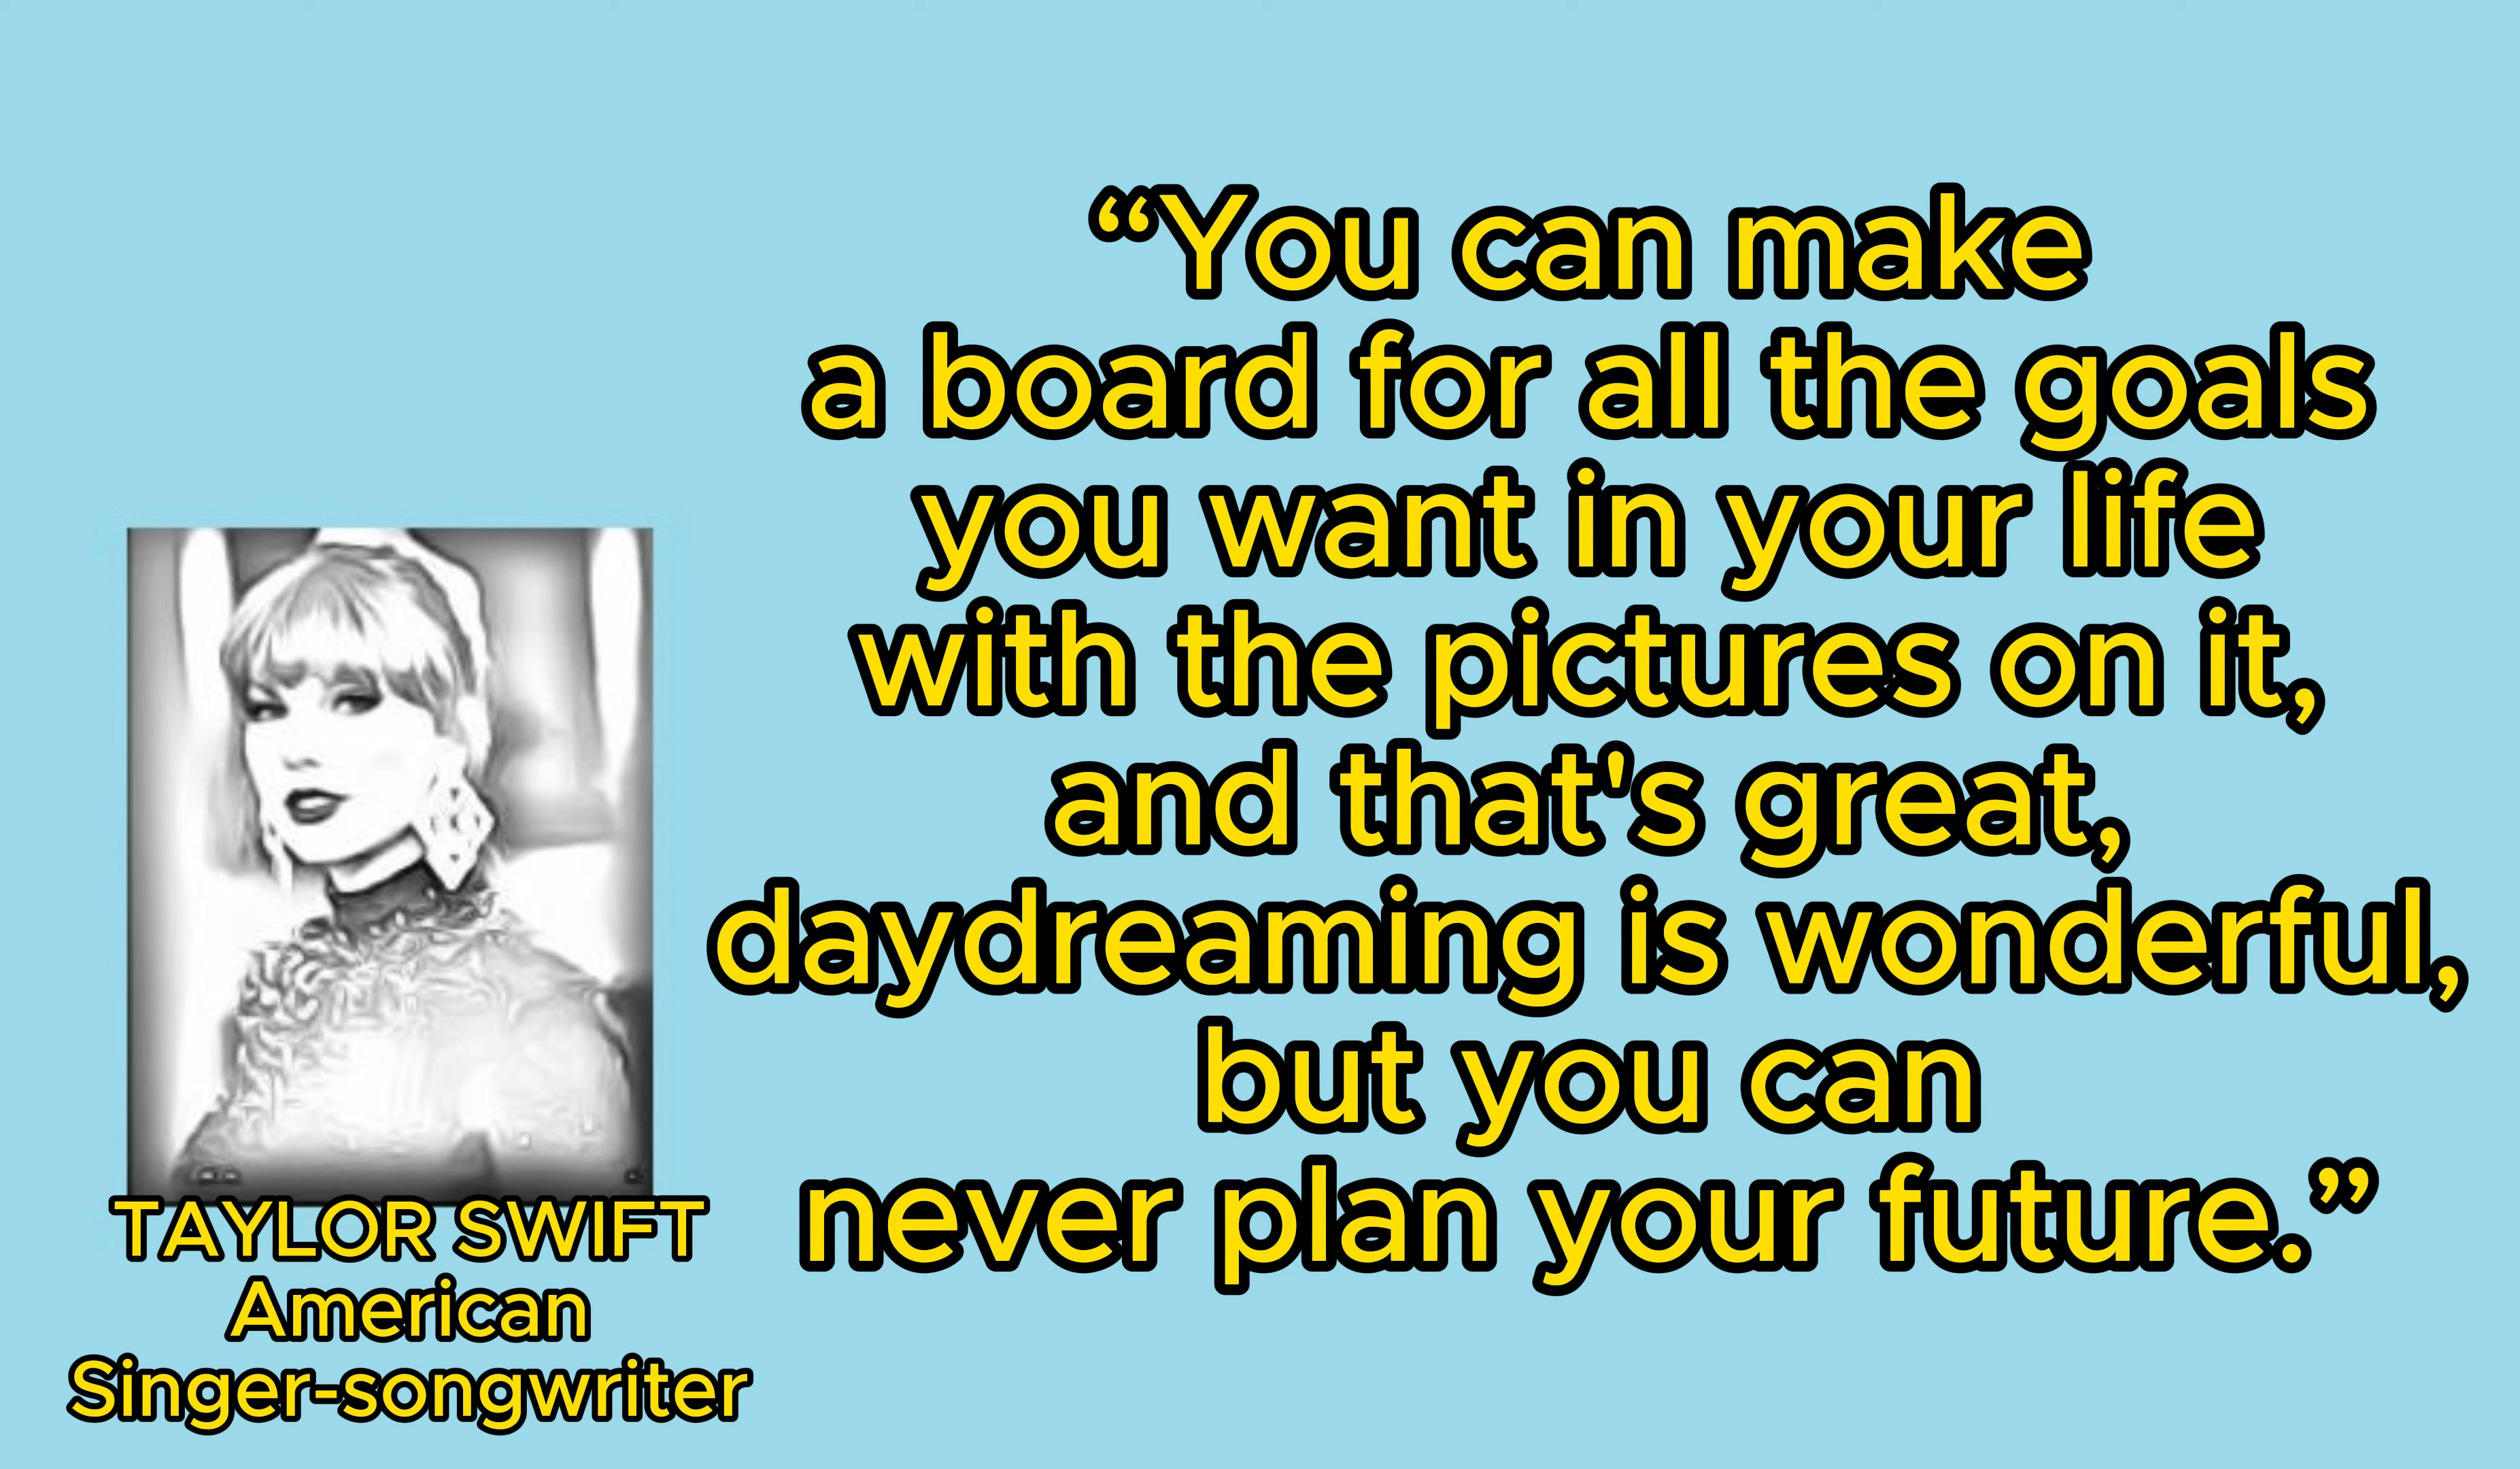 “You can make
a board for all the goals
you want in your life
with the pictures on it,
and that's great,
daydreaming is wonderful,
but you can
never plan your future.”
TAYLOR SWIFT
American
Singer-songwriter